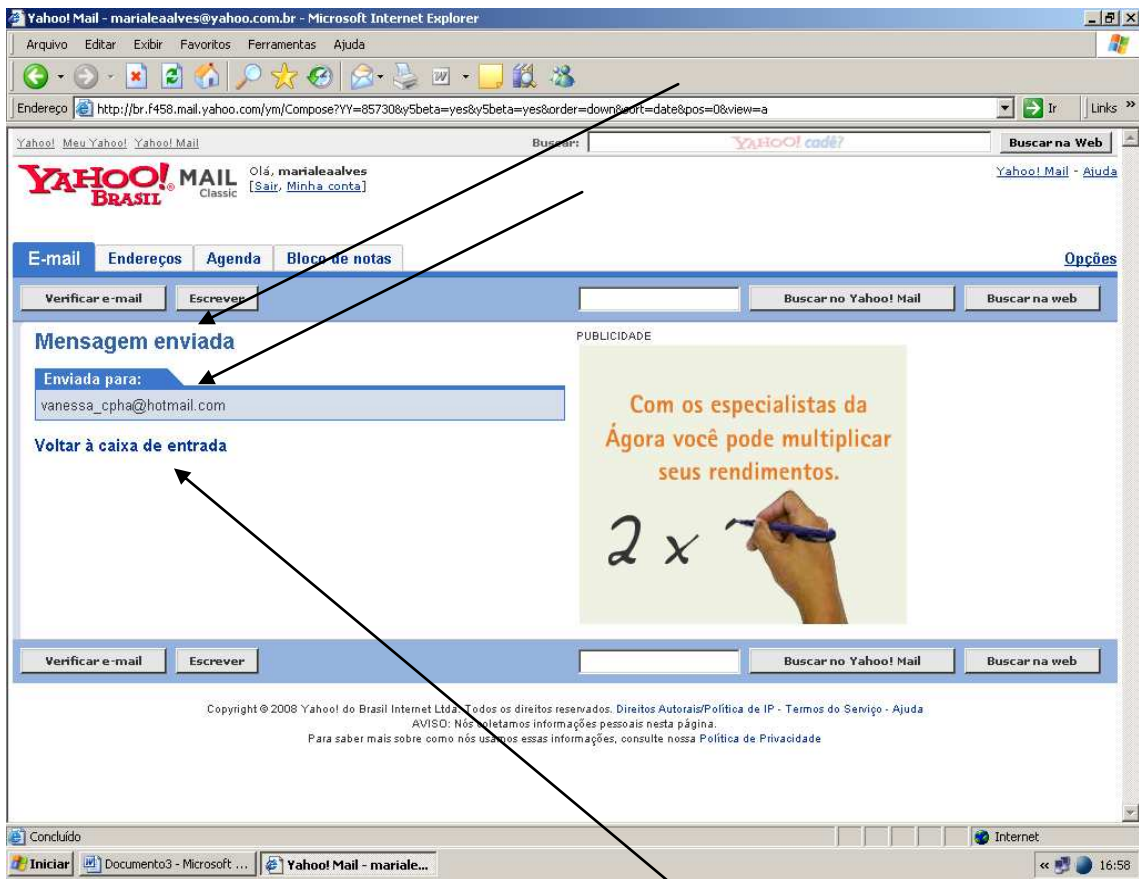 Yahoo! Mail - marialeaalves@yahoo.com.br - Microsoft Internet Explorer
Arquivo Editar Exibir Favoritos Ferramentas Ajuda
Endereço http://br.f458.mail.yahoo.com/ym/Compose?YY=85730&y5beta=yes&y5beta=yes&order=down&sort=date&pos=0&view=a Ir Links »
Yahoo! Meu Yahoo! Yahoo! Mail Buscar: YAHOO! cadê? Buscar na Web
YAHOO! BRASIL MAIL Classic
Olá, marialeaalves
[Sair, Minha conta]
Yahoo! Mail - Ajuda
E-mail Endereços Agenda Bloco de notas Opções
Verificar e-mail Escrever Buscar no Yahoo! Mail Buscar na web
Mensagem enviada
Enviada para:
vanessa_cpha@hotmail.com
Voltar à caixa de entrada
PUBLICIDADE
Com os especialistas da
Ágora você pode multiplicar
seus rendimentos.
2 x
Verificar e-mail Escrever Buscar no Yahoo! Mail Buscar na web
Copyright © 2008 Yahoo! do Brasil Internet Ltda. Todos os direitos reservados. Direitos Autorais/Política de IP - Termos do Serviço - Ajuda
AVISO: Nós coletamos informações pessoais nesta página.
Para saber mais sobre como nós usamos essas informações, consulte nossa Política de Privacidade
Concluído Internet
Iniciar Documento3 - Microsoft ... Yahoo! Mail - mariale... « 16:58